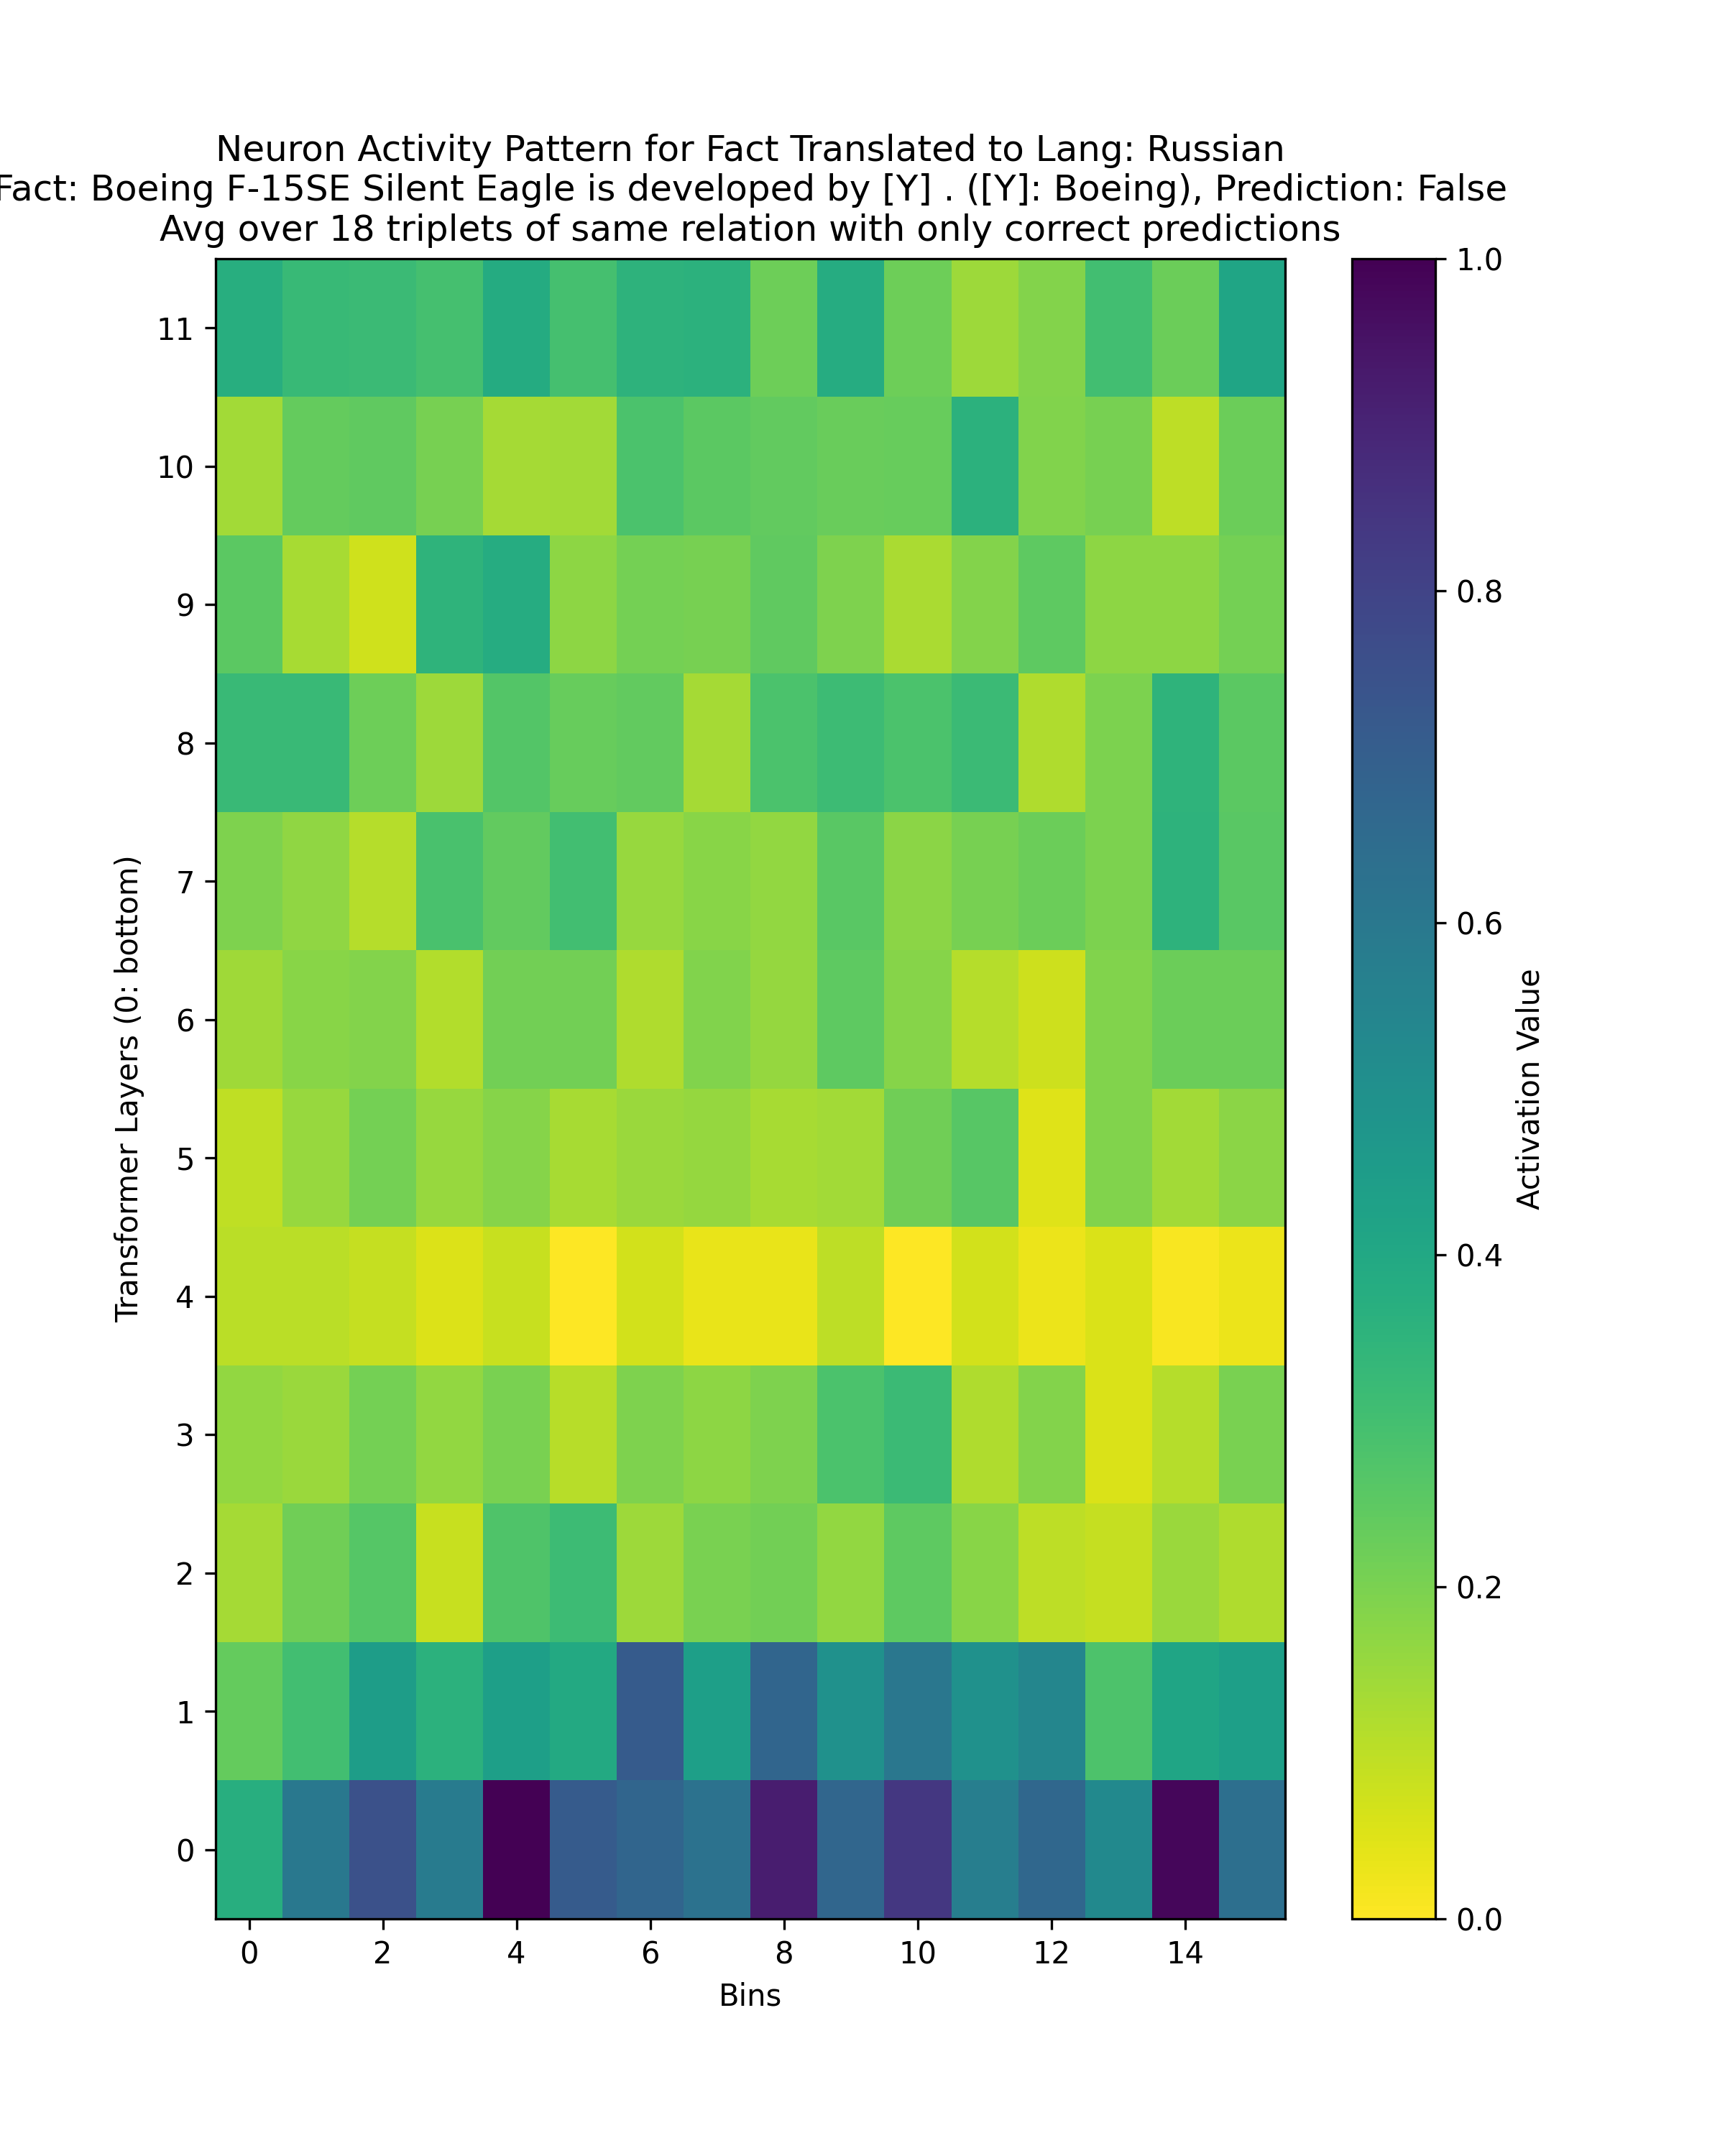 Neuron Activity Pattern for Fact Translated to Lang: Russian
Fact: Boeing F-15SE Silent Eagle is developed by [Y] . ([Y]: Boeing), Prediction: False
Avg over 18 triplets of same relation with only correct predictions
1.0
11
10
0.8
9
8
7
0.6
6
5
0.4
4
3
0.2
2
1
0
0.0
Transformer Layers (0: bottom)
Activation Value
0 2 4 6 8 10 12 14
Bins